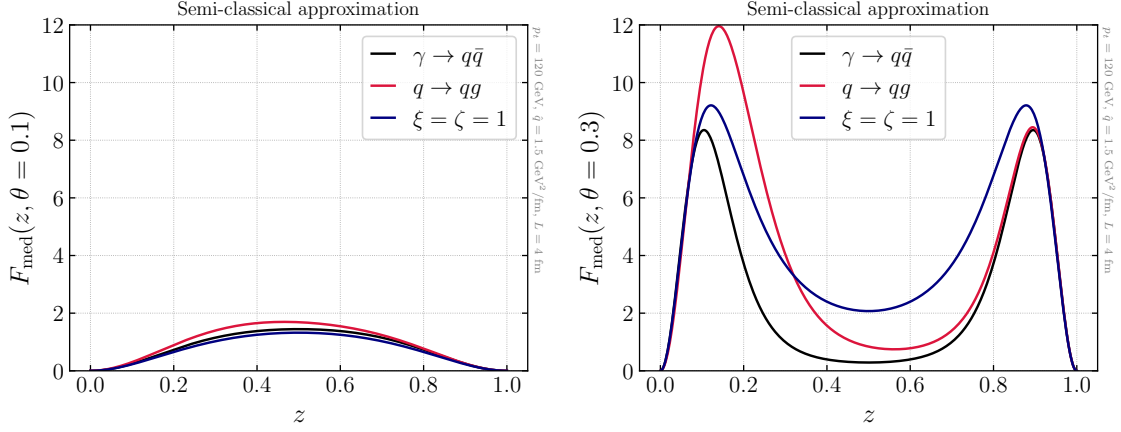 Semi-classical approximation
12
10
8
6
4
2
0
0.0 0.2 0.4 0.6 0.8 1.0
z
F_med(z, θ = 0.1)
γ → qq̄
q → qg
ξ = ζ = 1
p_t = 120 GeV, q̂ = 1.5 GeV²/fm, L = 4 fm
Semi-classical approximation
12
10
8
6
4
2
0
0.0 0.2 0.4 0.6 0.8 1.0
z
F_med(z, θ = 0.3)
γ → qq̄
q → qg
ξ = ζ = 1
p_t = 120 GeV, q̂ = 1.5 GeV²/fm, L = 4 fm